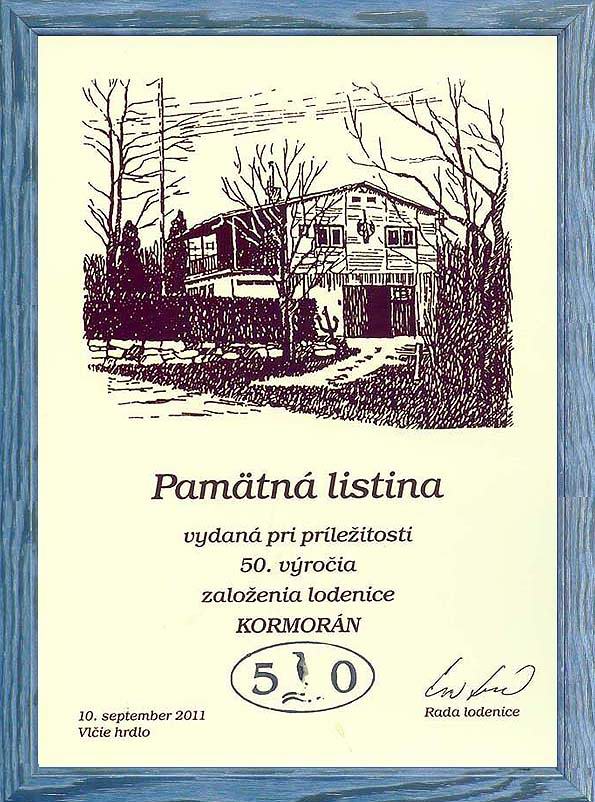 Pamätná listina
vydaná pri príležitosti
50. výročia
založenia lodenice
KORMORÁN
5 0
10. september 2011
Vlčie hrdlo
Rada lodenice